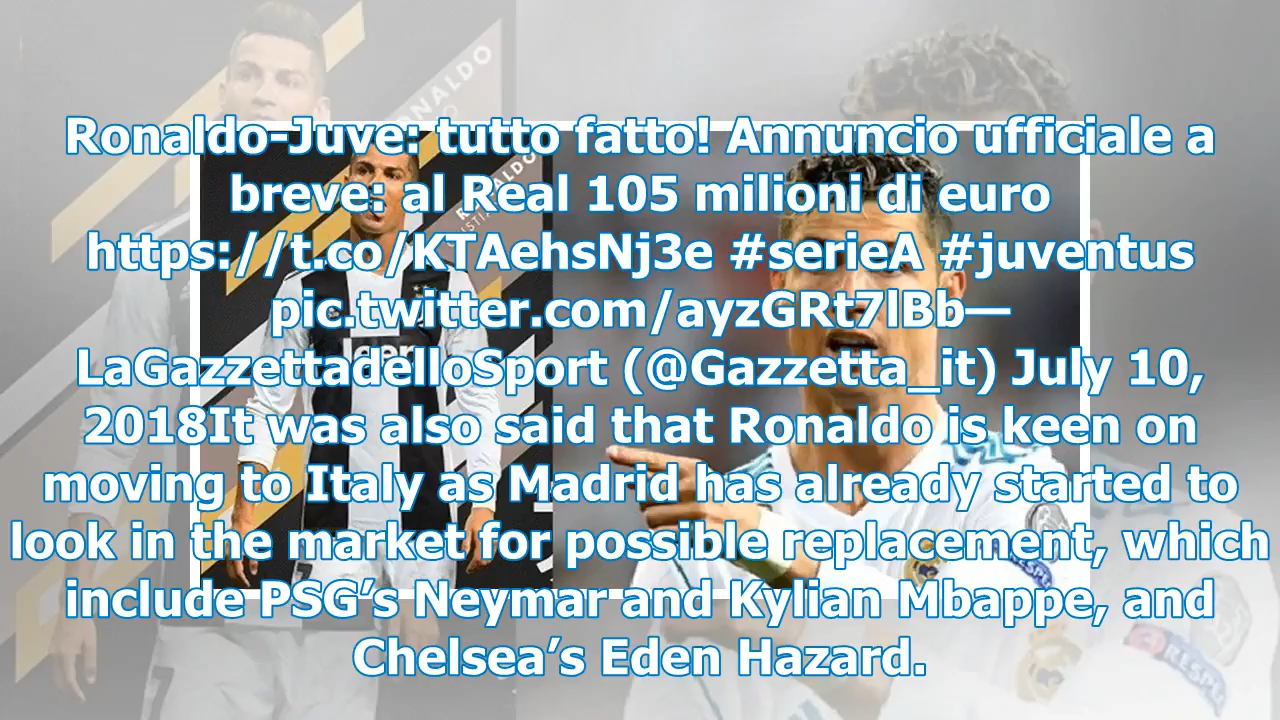 Ronaldo-Juve: tutto fatto! Annuncio ufficiale a
breve: al Real 105 milioni di euro
https://t.co/KTAehsNj3e #serieA #juventus
pic.twitter.com/ayzGRt7lBb—
LaGazzettadelloSport (@Gazzetta_it) July 10,
2018It was also said that Ronaldo is keen on
moving to Italy as Madrid has already started to
look in the market for possible replacement, which
include PSG’s Neymar and Kylian Mbappe, and
Chelsea’s Eden Hazard.
RONALDO
RESPECT